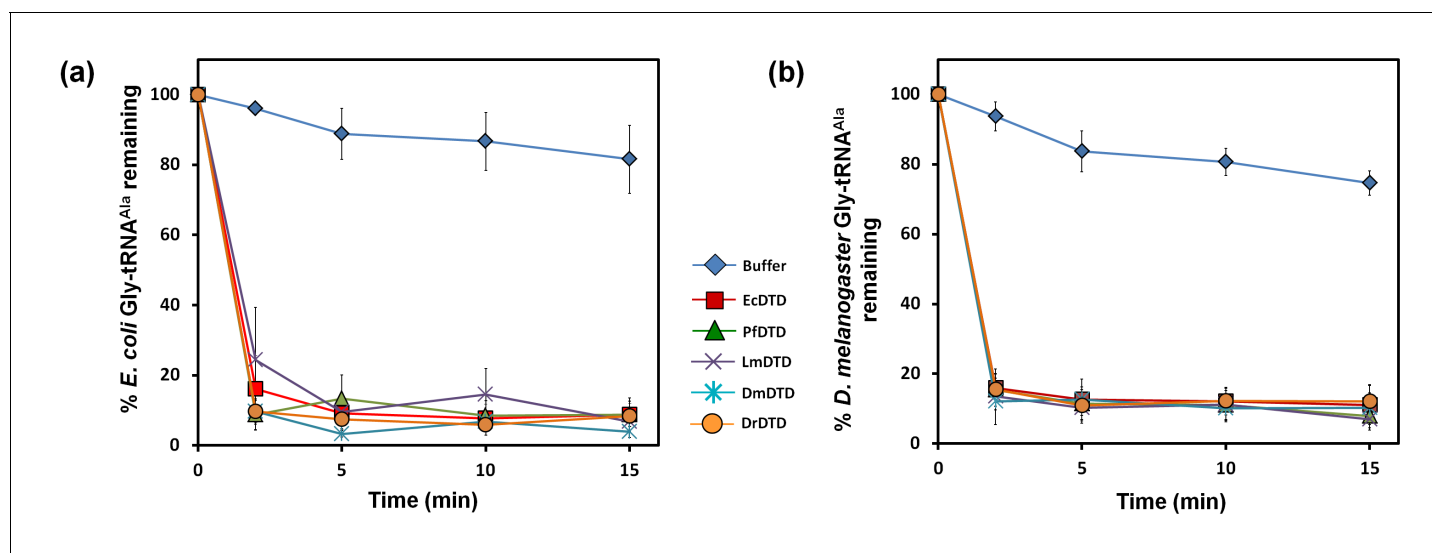 (a)
% E. coli Gly-tRNAAla remaining
100
80
60
40
20
0
0 5 10 15
Time (min)
Buffer
EcDTD
PfDTD
LmDTD
DmDTD
DrDTD
(b)
% D. melanogaster Gly-tRNAAla
remaining
100
80
60
40
20
0
0 5 10 15
Time (min)